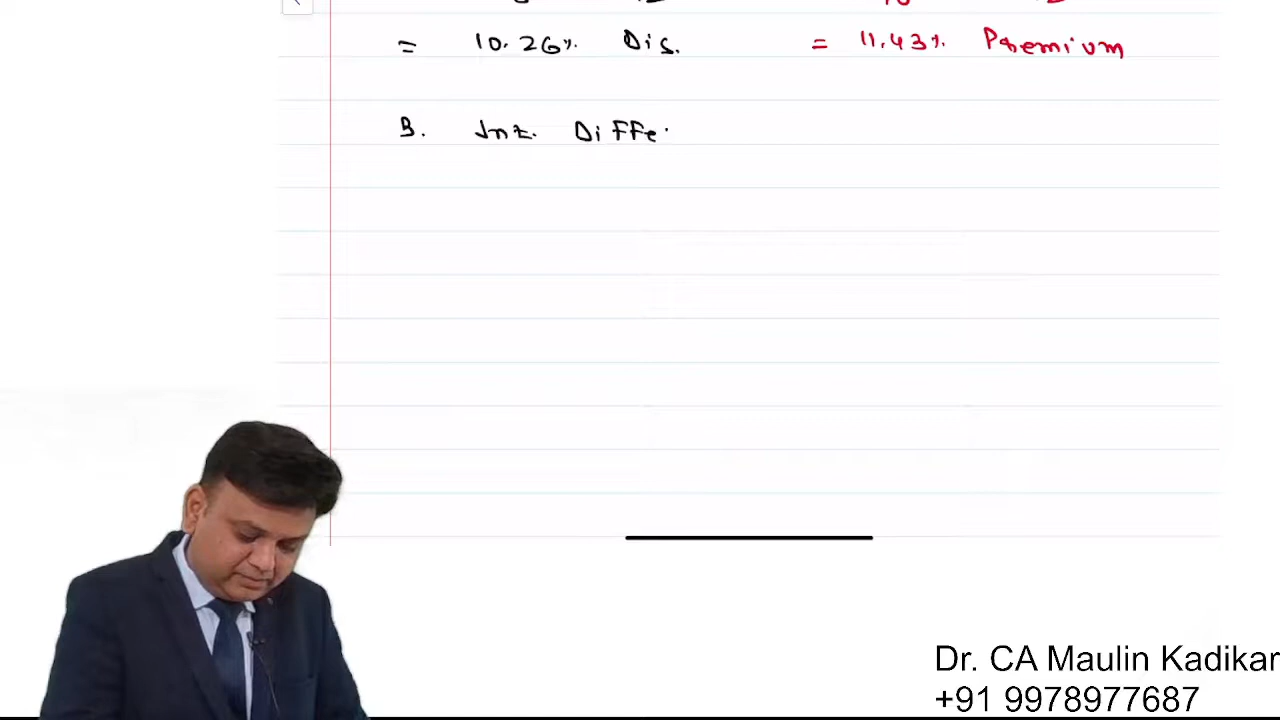 = 10.26% Dis. = 11.43% Premium
B. Int. Diffe.
Dr. CA Maulin Kadikar
+91 9978977687